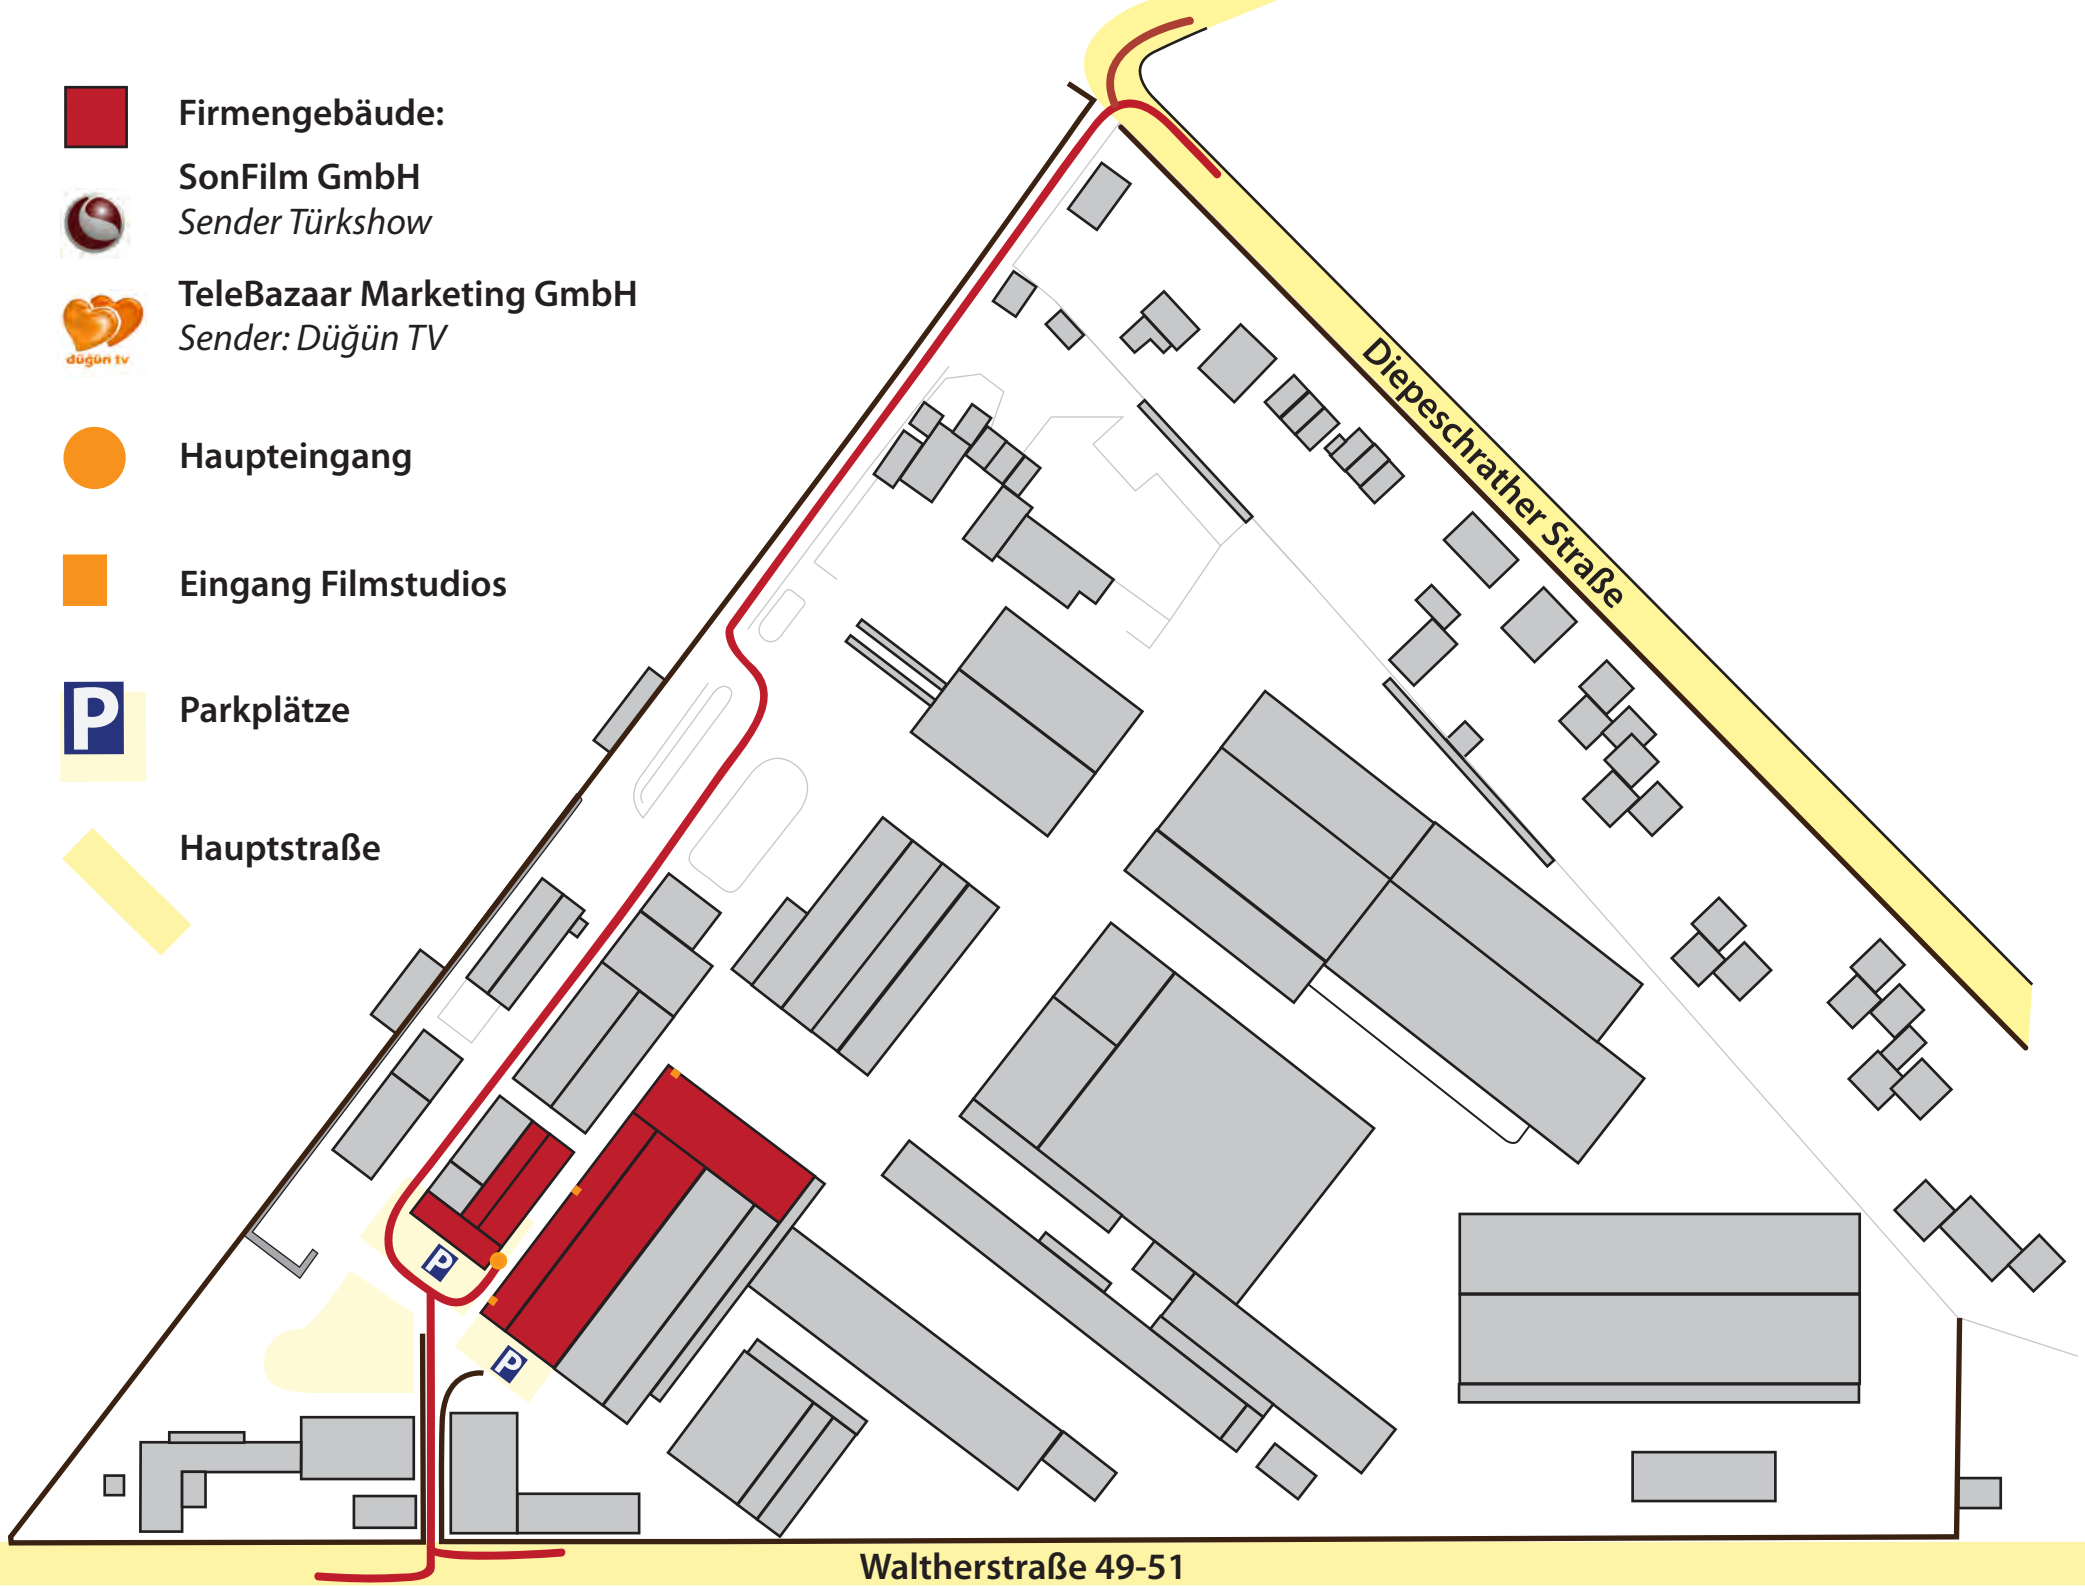 Firmengebäude:
SonFilm GmbH
Sender Türkshow
TeleBazaar Marketing GmbH
Sender: Düğün TV
düğün tv
Haupteingang
Eingang Filmstudios
P
Parkplätze
Hauptstraße
Diepeschrather Straße
P
P
Waltherstraße 49-51